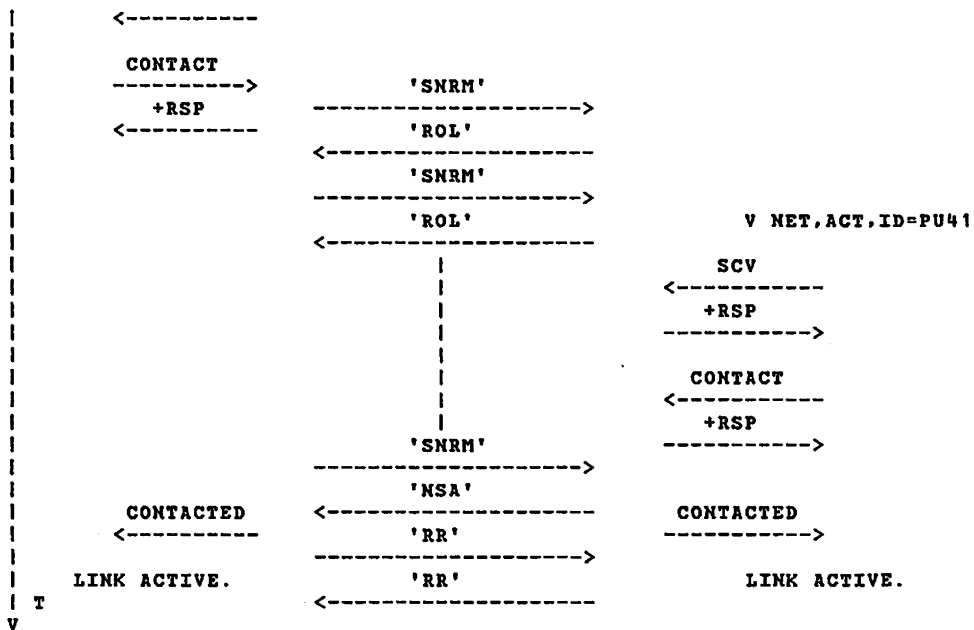 CONTACT
'SNRM'
+RSP
'ROL'
'SNRM'
'ROL' V NET,ACT,ID=PU41
SCV
+RSP
CONTACT
+RSP
'SNRM'
'NSA'
CONTACTED CONTACTED
'RR'
LINK ACTIVE. 'RR' LINK ACTIVE.
T
V